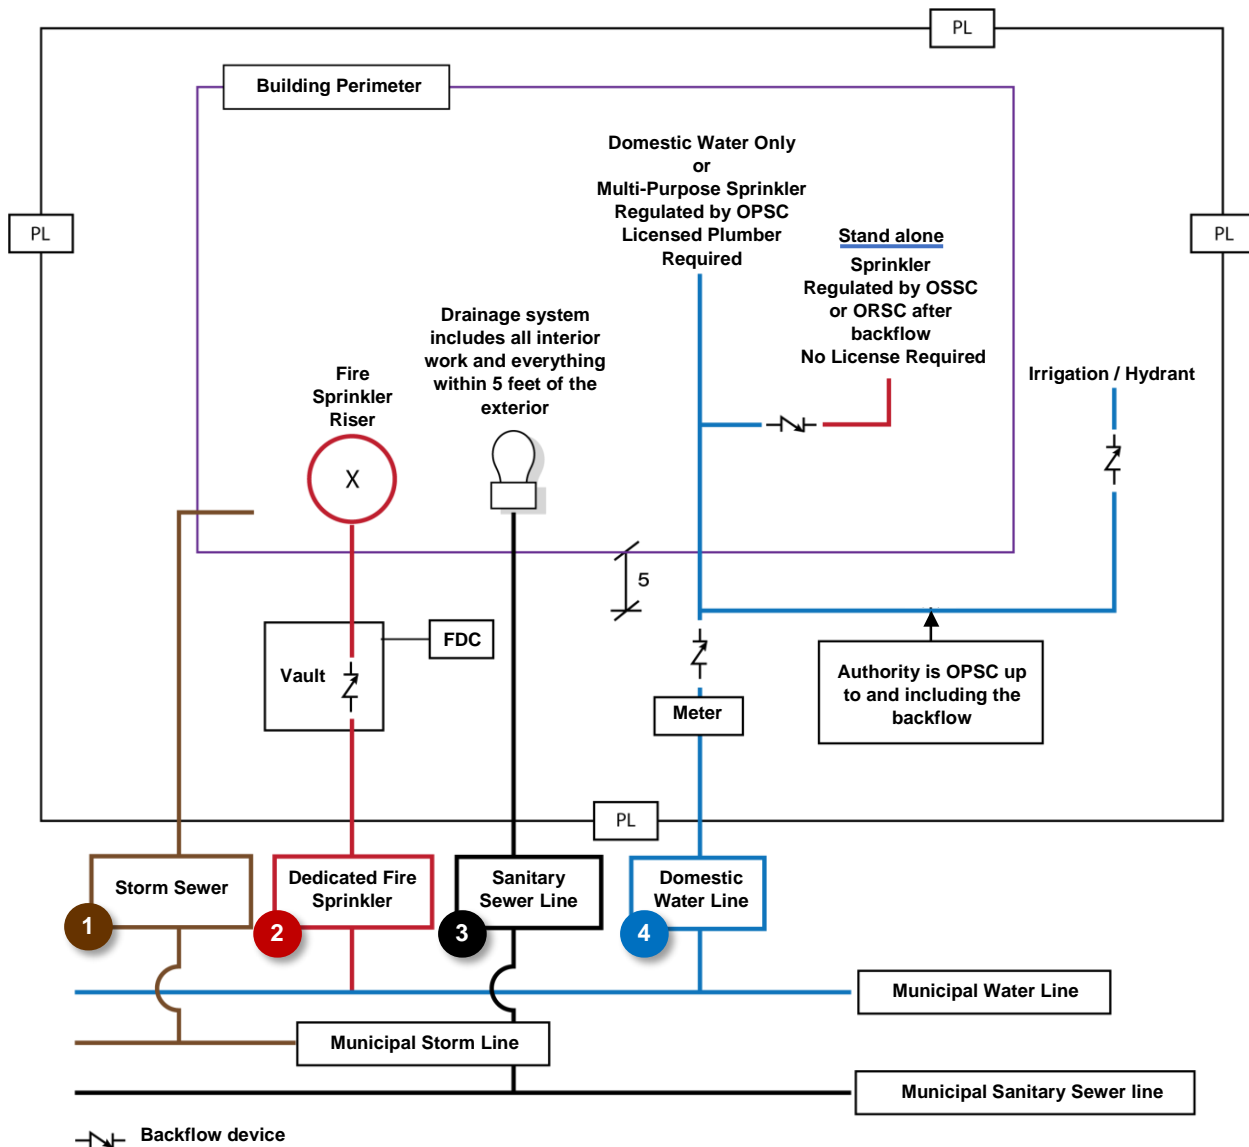 PL
Building Perimeter
Domestic Water Only
or
Multi-Purpose Sprinkler
Regulated by OPSC
Licensed Plumber
Required
PL
PL
Stand alone
Sprinkler
Regulated by OSSC
or ORSC after
backflow
No License Required
Drainage system
includes all interior
work and everything
within 5 feet of the
exterior
Fire
Sprinkler
Riser
Irrigation / Hydrant
X
5
FDC
Vault
Authority is OPSC up
to and including the
backflow
Meter
PL
Storm Sewer
Dedicated Fire
Sprinkler
Sanitary
Sewer Line
Domestic
Water Line
1
2
3
4
Municipal Water Line
Municipal Storm Line
Municipal Sanitary Sewer line
Backflow device